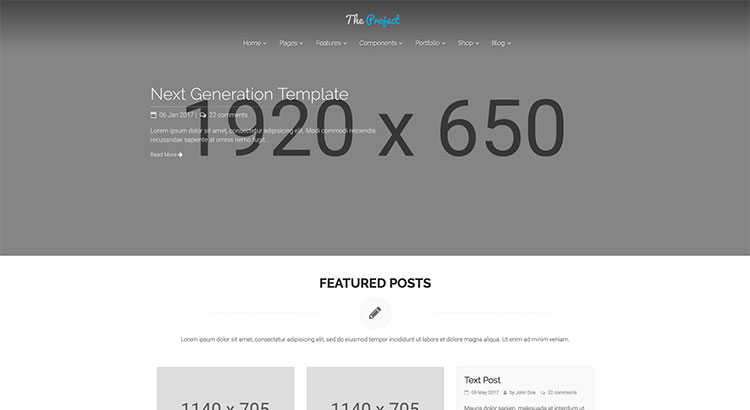 The Project
Home Pages Features Components Portfolio Shop Blog
1920 x 650
Next Generation Template
06 Jan 2017 | 22 comments
Lorem ipsum dolor sit amet, consectetur adipisicing elit. Modi commodi reiciendis
recusandae sapiente at omnis nemo fugit...
Read More
FEATURED POSTS
Lorem ipsum dolor sit amet, consectetur adipisicing elit, sed do eiusmod tempor incididunt ut labore et dolore magna aliqua. Ut enim ad minim veniam.
1140 x 705
1140 x 705
Text Post
09 May 2017 by John Doe 22 comments
Mauris dolor sapien, malesuada at interdum ut,